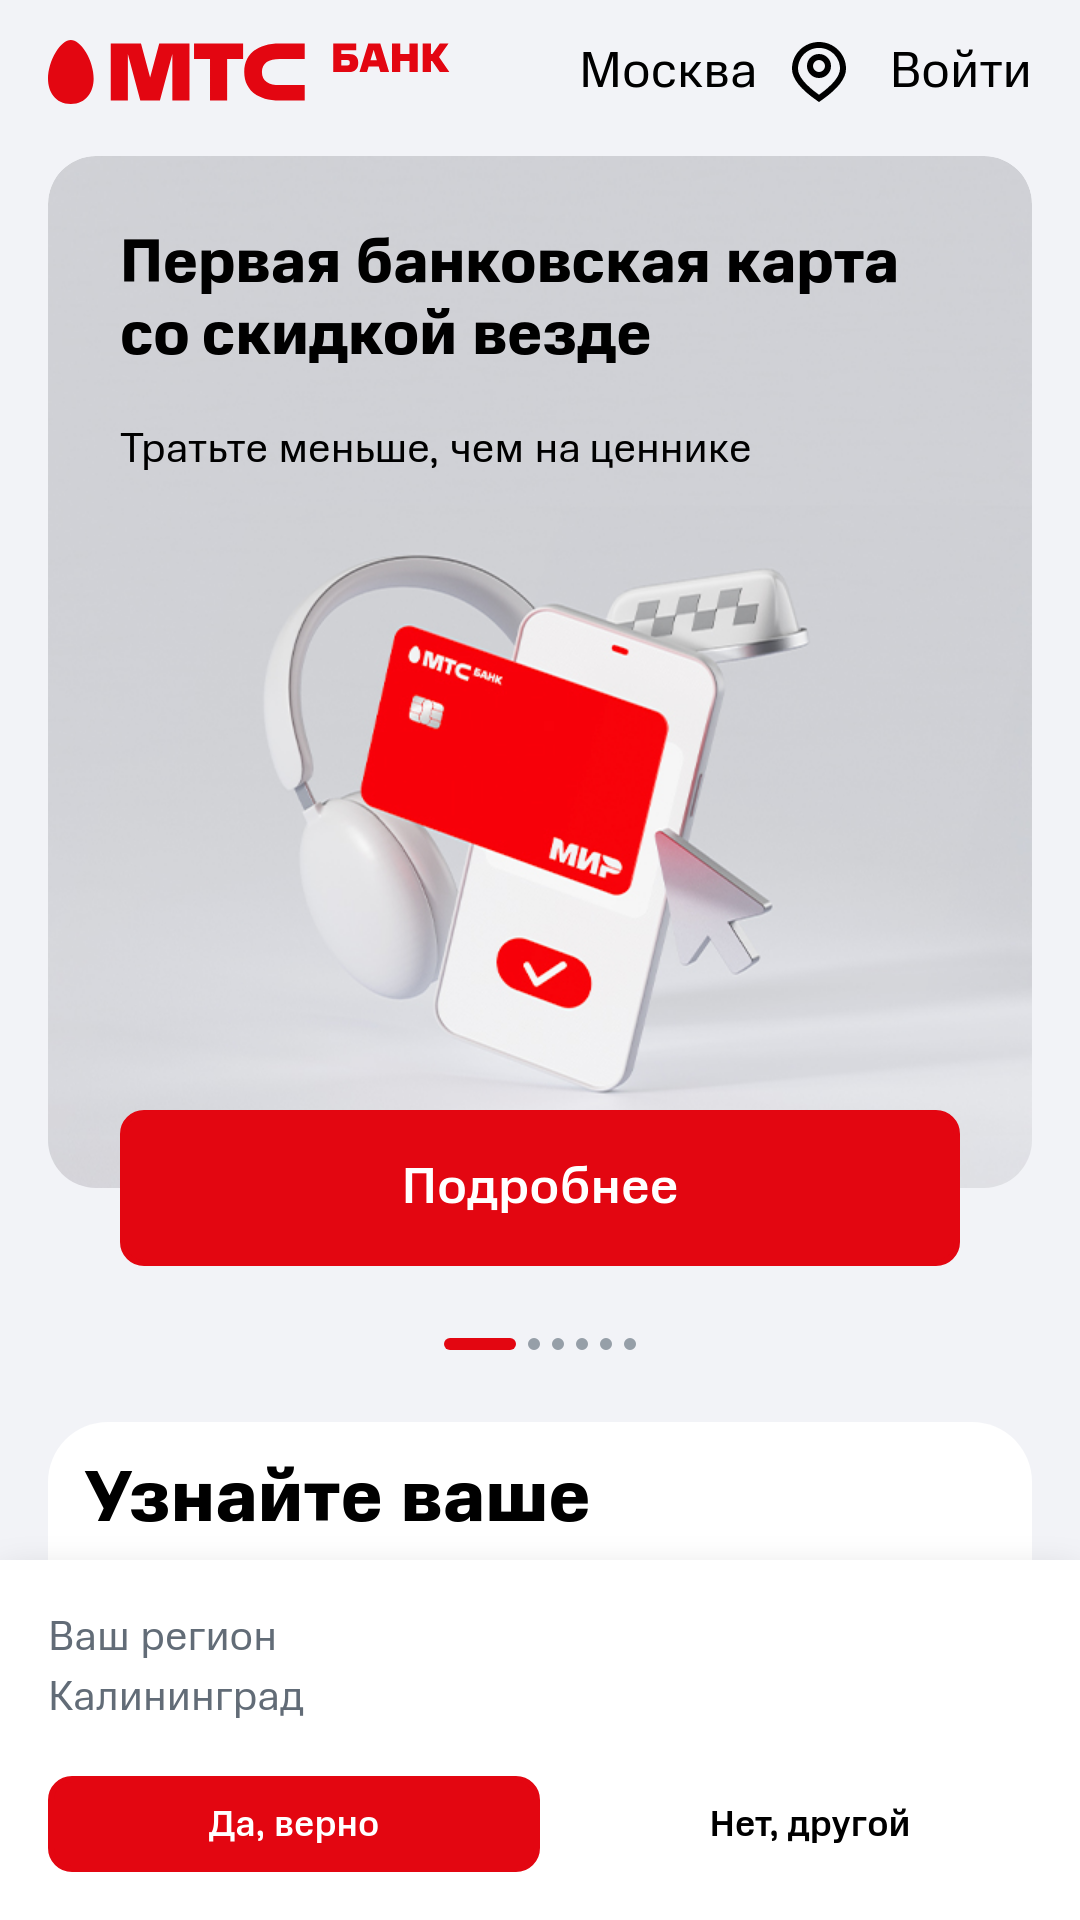 МТС БАНК
Москва
Войти
Первая банковская карта
со скидкой везде
Тратьте меньше, чем на ценнике
МТС БАНК
МИР
Подробнее
Узнайте ваше
Ваш регион
Калининград
Да, верно
Нет, другой